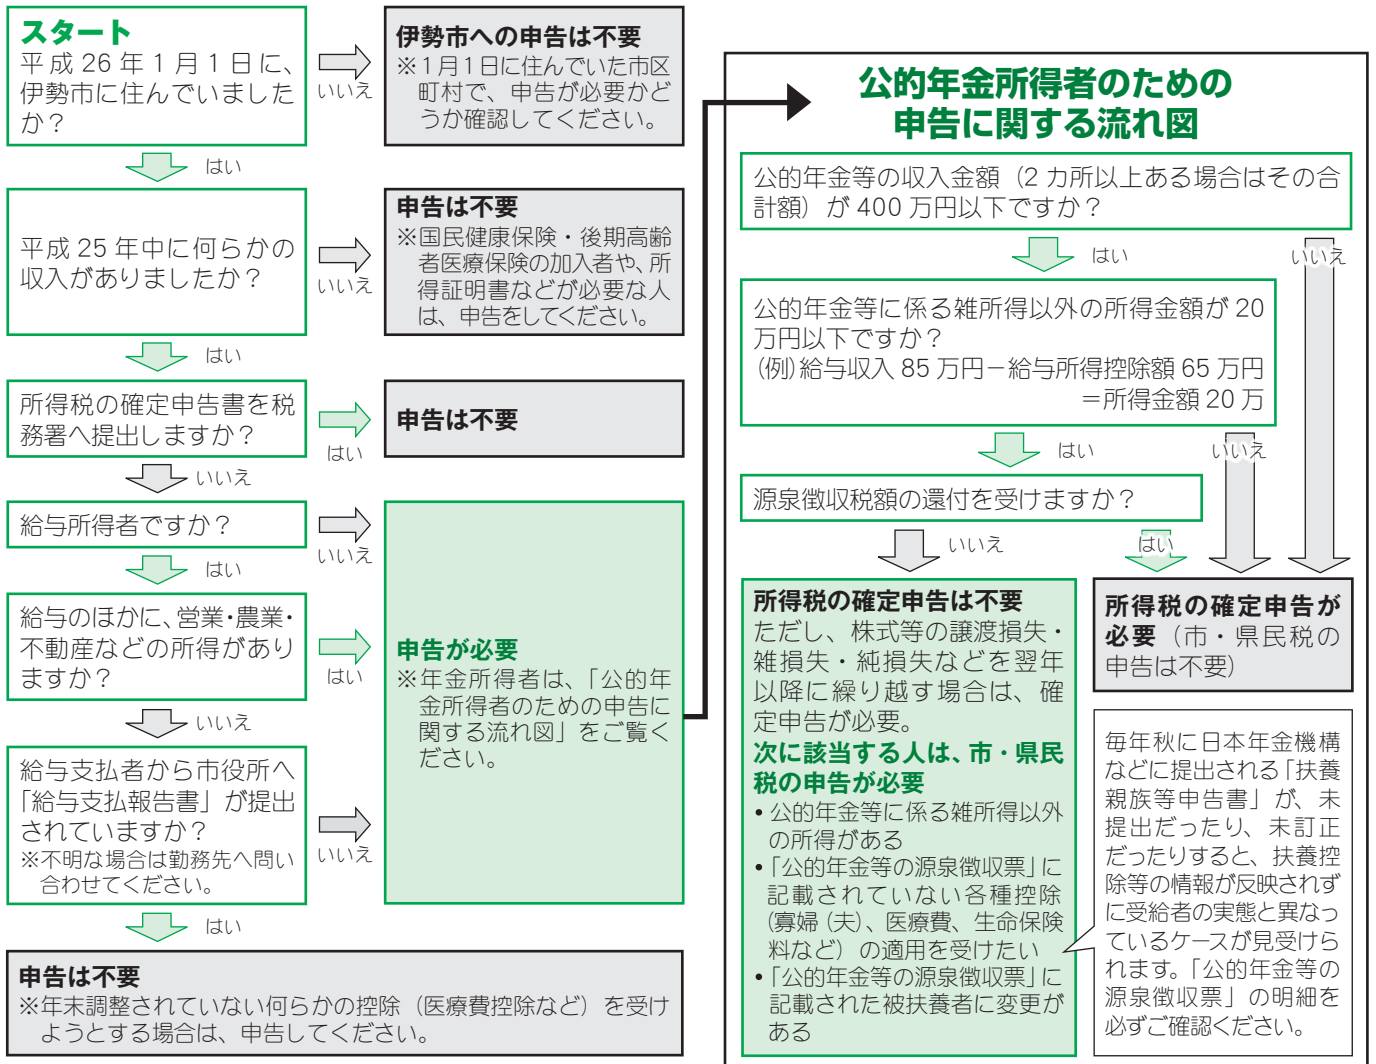 スタート
平成 26 年 1 月 1 日に、
伊勢市に住んでいました
か?
いいえ
伊勢市への申告は不要
※1月1日に住んでいた市区
町村で、申告が必要かど
うか確認してください。
はい
平成 25 年中に何らかの
収入がありましたか?
いいえ
申告は不要
※国民健康保険・後期高齢
者医療保険の加入者や、所
得証明書などが必要な人
は、申告をしてください。
はい
所得税の確定申告書を税
務署へ提出しますか?
はい
申告は不要
いいえ
給与所得者ですか?
いいえ
はい
給与のほかに、営業・農業・
不動産などの所得があり
ますか?
はい
申告が必要
※年金所得者は、「公的年
金所得者のための申告に
関する流れ図」をご覧く
ださい。
いいえ
給与支払者から市役所へ
「給与支払報告書」が提出
されていますか?
※不明な場合は勤務先へ問い
合わせてください。
いいえ
はい
申告は不要
※年末調整されていない何らかの控除(医療費控除など)を受け
ようとする場合は、申告してください。
公的年金所得者のための
申告に関する流れ図
公的年金等の収入金額(2 カ所以上ある場合はその合
計額)が 400 万円以下ですか?
はい
いいえ
公的年金等に係る雑所得以外の所得金額が 20
万円以下ですか?
(例)給与収入 85 万円-給与所得控除額 65 万円
=所得金額 20 万
はい
いいえ
源泉徴収税額の還付を受けますか?
いいえ
はい
所得税の確定申告は不要
ただし、株式等の譲渡損失・
雑損失・純損失などを翌年
以降に繰り越す場合は、確
定申告が必要。
次に該当する人は、市・県民
税の申告が必要
• 公的年金等に係る雑所得以外
の所得がある
• 「公的年金等の源泉徴収票」に
記載されていない各種控除
(寡婦(夫)、医療費、生命保険
料など)の適用を受けたい
• 「公的年金等の源泉徴収票」に
記載された被扶養者に変更が
ある
所得税の確定申告が
必要(市・県民税の
申告は不要)
毎年秋に日本年金機構
などに提出される「扶養
親族等申告書」が、未
提出だったり、未訂正
だったりすると、扶養控
除等の情報が反映されず
に受給者の実態と異なっ
ているケースが見受けら
れます。「公的年金等の
源泉徴収票」の明細を
必ずご確認ください。